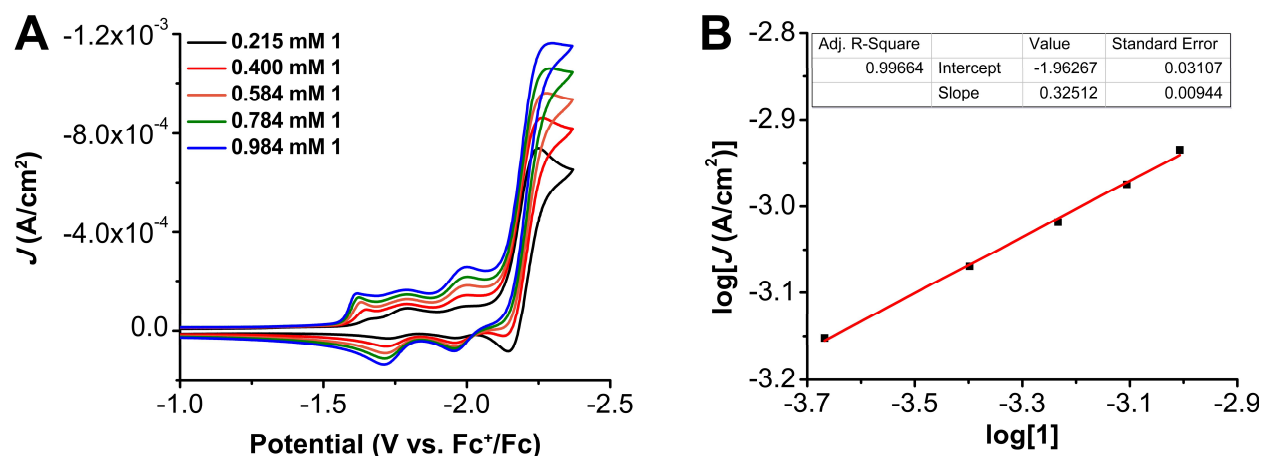 A
-1.2x10⁻³
-8.0x10⁻⁴
-4.0x10⁻⁴
0.0
J (A/cm²)
0.215 mM 1
0.400 mM 1
0.584 mM 1
0.784 mM 1
0.984 mM 1
-1.0
-1.5
-2.0
-2.5
Potential (V vs. Fc⁺/Fc)
B
-2.8
-2.9
-3.0
-3.1
-3.2
log[J (A/cm²)]
Adj. R-Square Value Standard Error
0.99664 Intercept -1.96267 0.03107
Slope 0.32512 0.00944
-3.7
-3.5
-3.3
-3.1
-2.9
log[1]